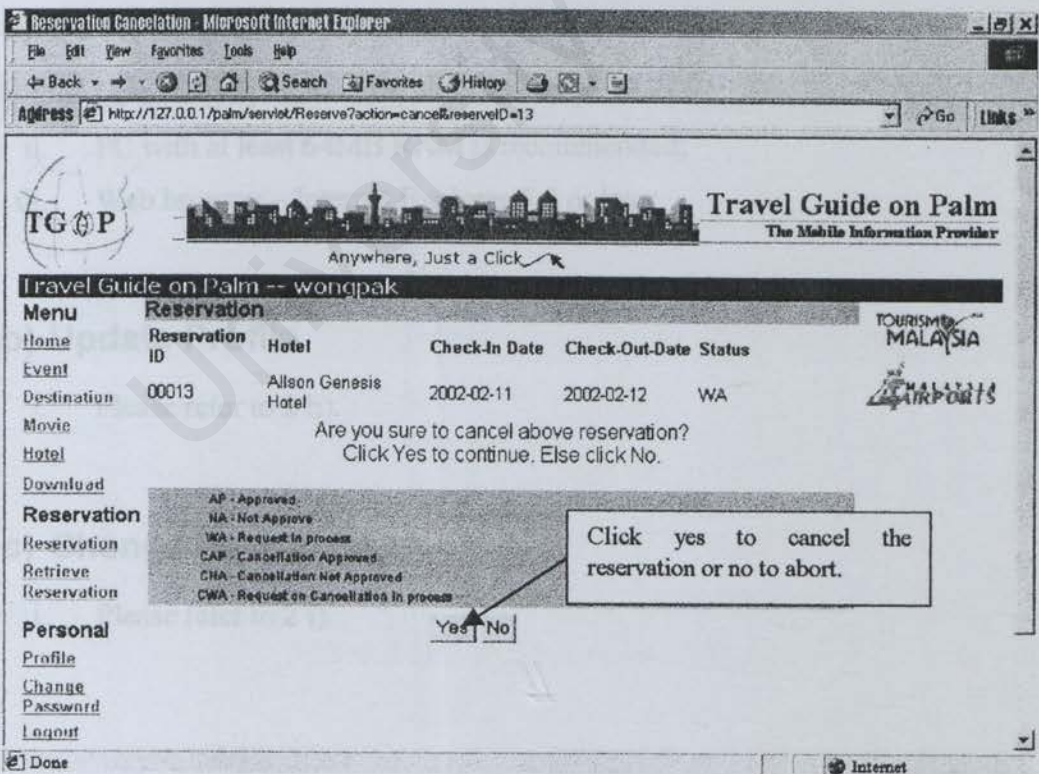 Reservation Cancelation - Microsoft Internet Explorer
File Edit View Favorites Tools Help
Back Search Favorites History
Address http://127.0.0.1/palm/servlet/Reserve?action=cancel&reserveID=13 Go Links »
TG P
Travel Guide on Palm
The Mobile Information Provider
Anywhere, Just a Click
Travel Guide on Palm -- wongpak
Menu
Home
Event
Destination
Movie
Hotel
Download
Reservation
Reservation
Retrieve
Reservation
Personal
Profile
Change
Password
Logout
Reservation
Reservation ID Hotel Check-In Date Check-Out-Date Status
00013 Allson Genesis Hotel 2002-02-11 2002-02-12 WA
Are you sure to cancel above reservation?
Click Yes to continue. Else click No.
AP - Approved
NA - Not Approve
WA - Request in process
CAP - Cancellation Approved
CNA - Cancellation Not Approved
CWA - Request on Cancellation in process
Yes No
Click yes to cancel the
reservation or no to abort.
TOURISM
MALAYSIA
MALAYSIA
AIRPORTS
Done Internet